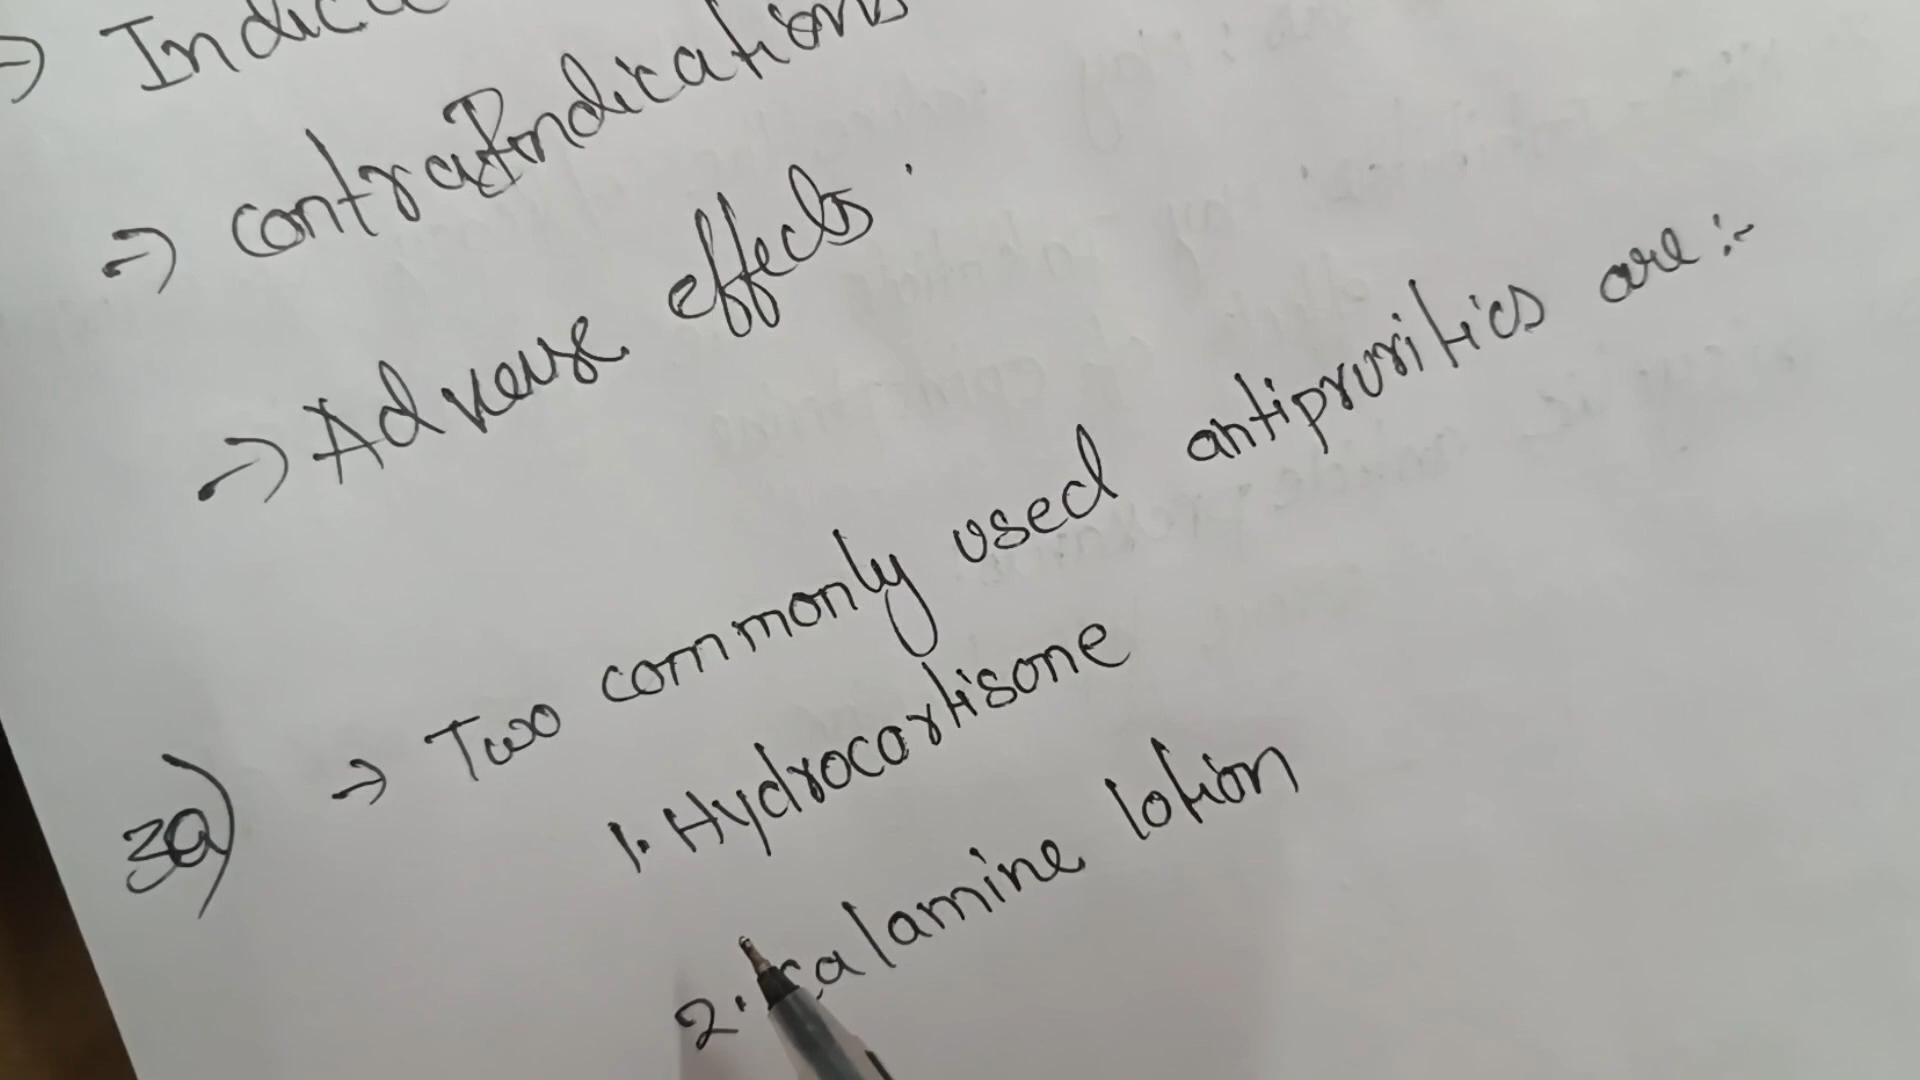 ⇒ Indic
⇒ contraIndications
→ Adverse effects.
3a) → Two commonly used antipruritics are :-
1. Hydrocortisone
2. calamine lotion